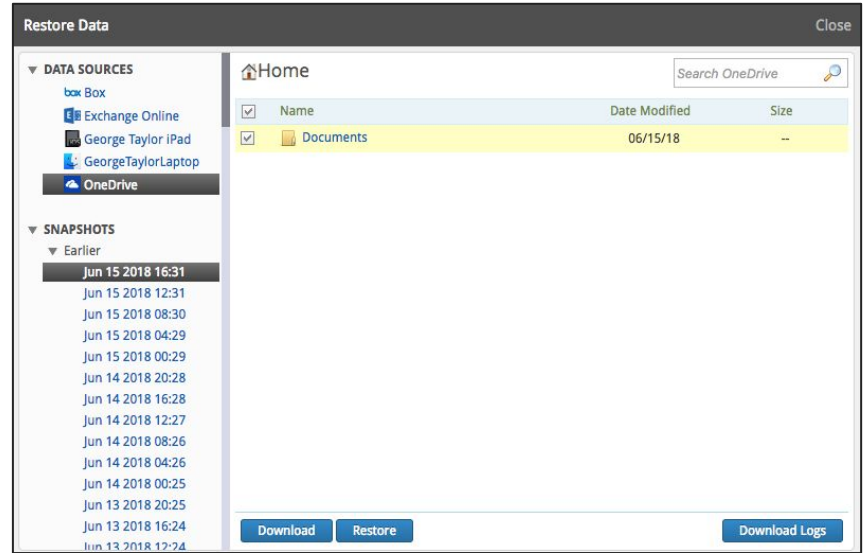 Restore Data Close
DATA SOURCES
box Box
Exchange Online
George Taylor iPad
GeorgeTaylorLaptop
OneDrive
SNAPSHOTS
Earlier
Jun 15 2018 16:31
Jun 15 2018 12:31
Jun 15 2018 08:30
Jun 15 2018 04:29
Jun 15 2018 00:29
Jun 14 2018 20:28
Jun 14 2018 16:28
Jun 14 2018 12:27
Jun 14 2018 08:26
Jun 14 2018 04:26
Jun 14 2018 00:25
Jun 13 2018 20:25
Jun 13 2018 16:24
Jun 13 2018 12:24
Home
Search OneDrive
Name Date Modified Size
Documents 06/15/18 --
Download Restore Download Logs